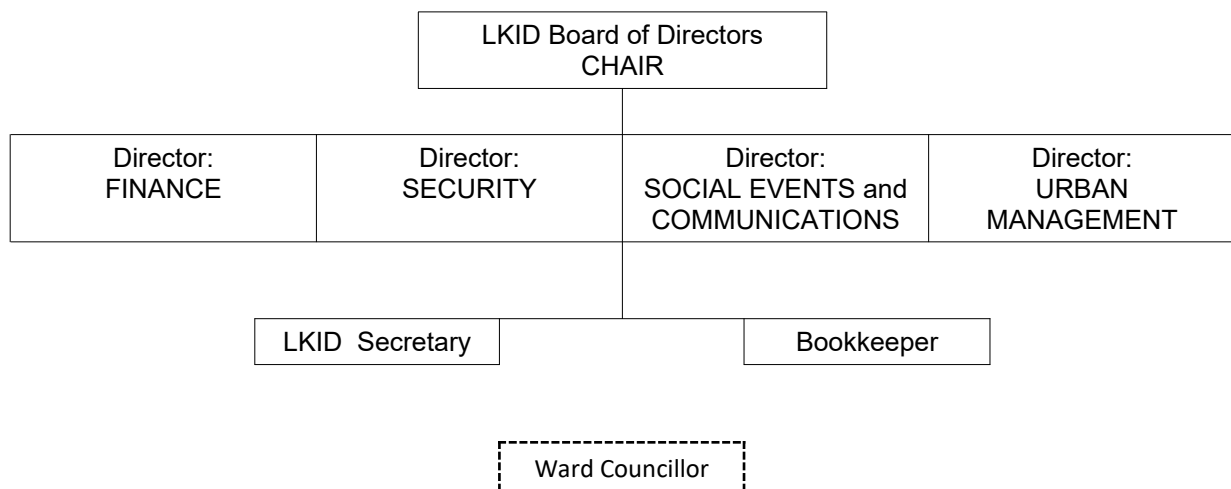 LKID Board of Directors
CHAIR
Director:
FINANCE
Director:
SECURITY
Director:
SOCIAL EVENTS and
COMMUNICATIONS
Director:
URBAN
MANAGEMENT
LKID Secretary
Bookkeeper
Ward Councillor